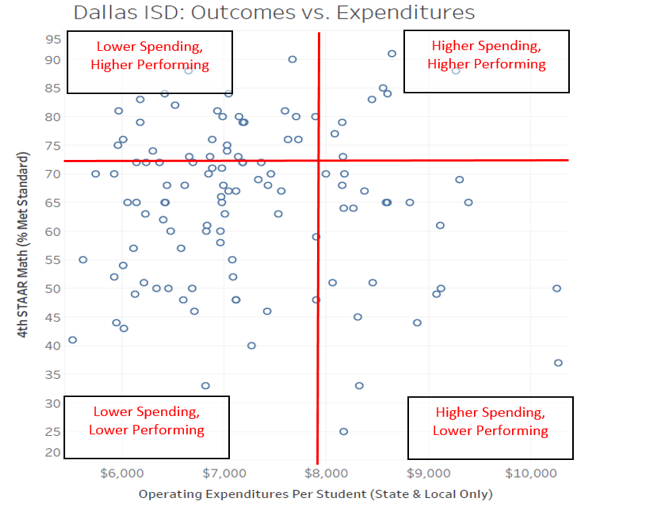 Dallas ISD: Outcomes vs. Expenditures
Lower Spending,
Higher Performing
Higher Spending,
Higher Performing
4th STAAR Math (% Met Standard)
95
90
85
80
75
70
65
60
55
50
45
40
35
30
25
20
Lower Spending,
Lower Performing
Higher Spending,
Lower Performing
$6,000
$7,000
$8,000
$9,000
$10,000
Operating Expenditures Per Student (State & Local Only)